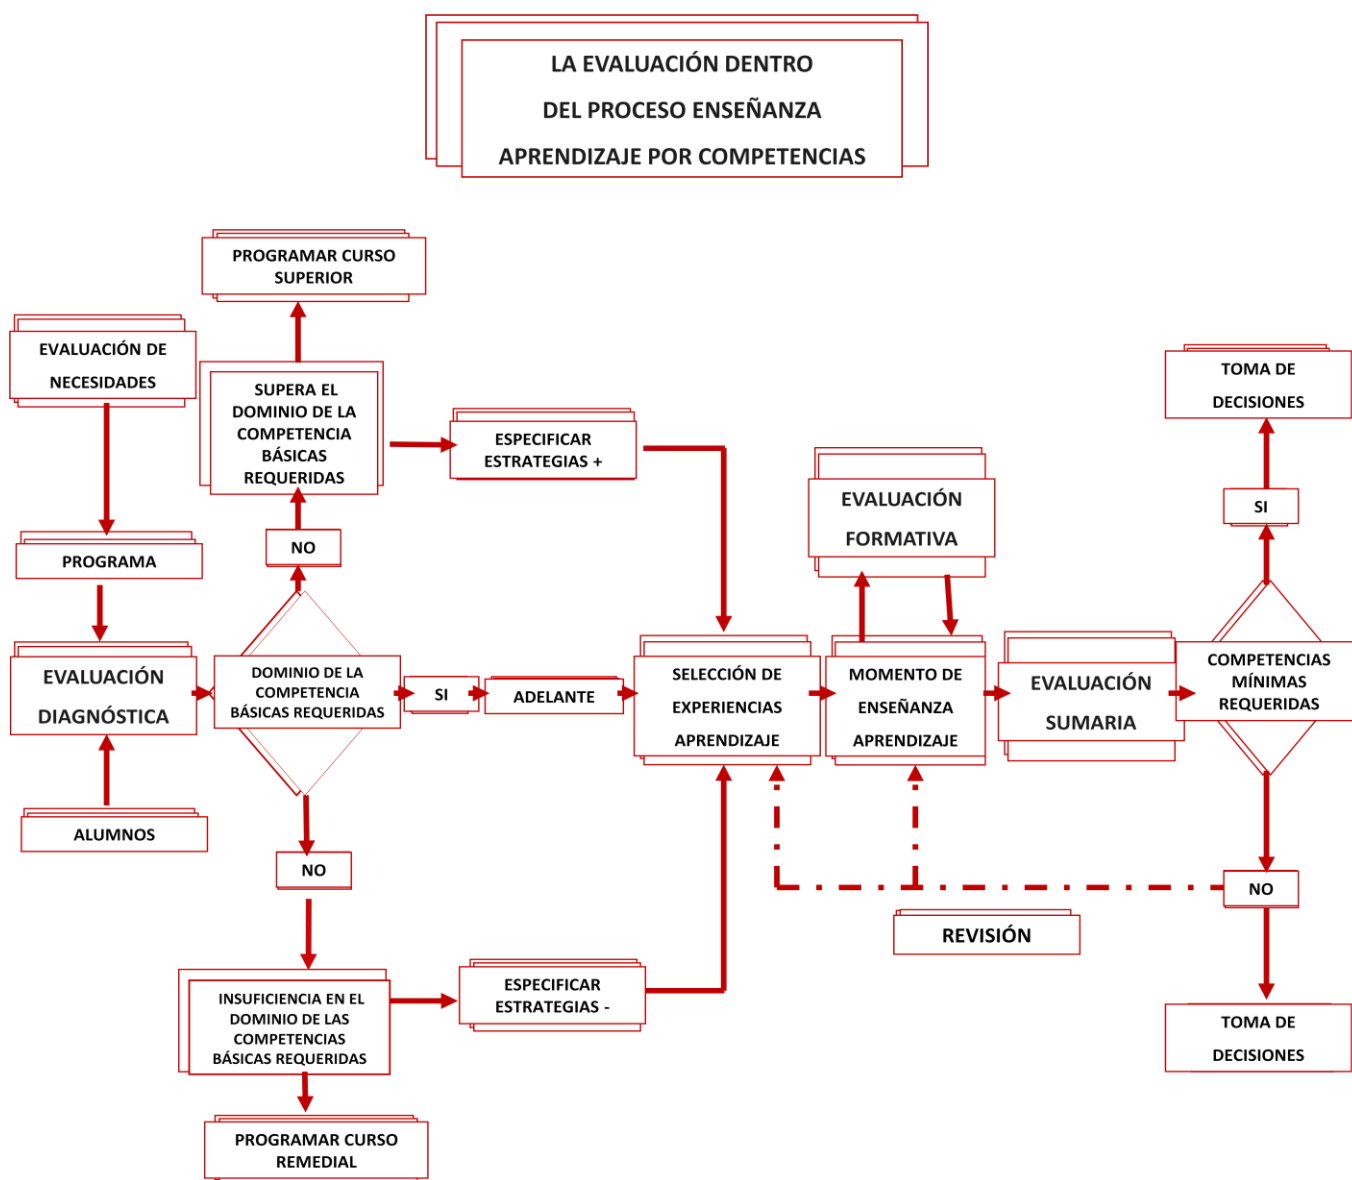 LA EVALUACIÓN DENTRO
DEL PROCESO ENSEÑANZA
APRENDIZAJE POR COMPETENCIAS
PROGRAMAR CURSO
SUPERIOR
EVALUACIÓN DE
NECESIDADES
SUPERA EL
DOMINIO DE LA
COMPETENCIA
BÁSICAS
REQUERIDAS
ESPECIFICAR
ESTRATEGIAS +
TOMA DE
DECISIONES
EVALUACIÓN
FORMATIVA
SI
NO
PROGRAMA
EVALUACIÓN
DIAGNÓSTICA
DOMINIO DE LA
COMPETENCIA
BÁSICAS REQUERIDAS
SI
ADELANTE
SELECCIÓN DE
EXPERIENCIAS
APRENDIZAJE
MOMENTO DE
ENSEÑANZA
APRENDIZAJE
EVALUACIÓN
SUMARIA
COMPETENCIAS
MÍNIMAS
REQUERIDAS
ALUMNOS
NO
NO
REVISIÓN
INSUFICIENCIA EN EL
DOMINIO DE LAS
COMPETENCIAS
BÁSICAS REQUERIDAS
ESPECIFICAR
ESTRATEGIAS -
TOMA DE
DECISIONES
PROGRAMAR CURSO
REMEDIAL